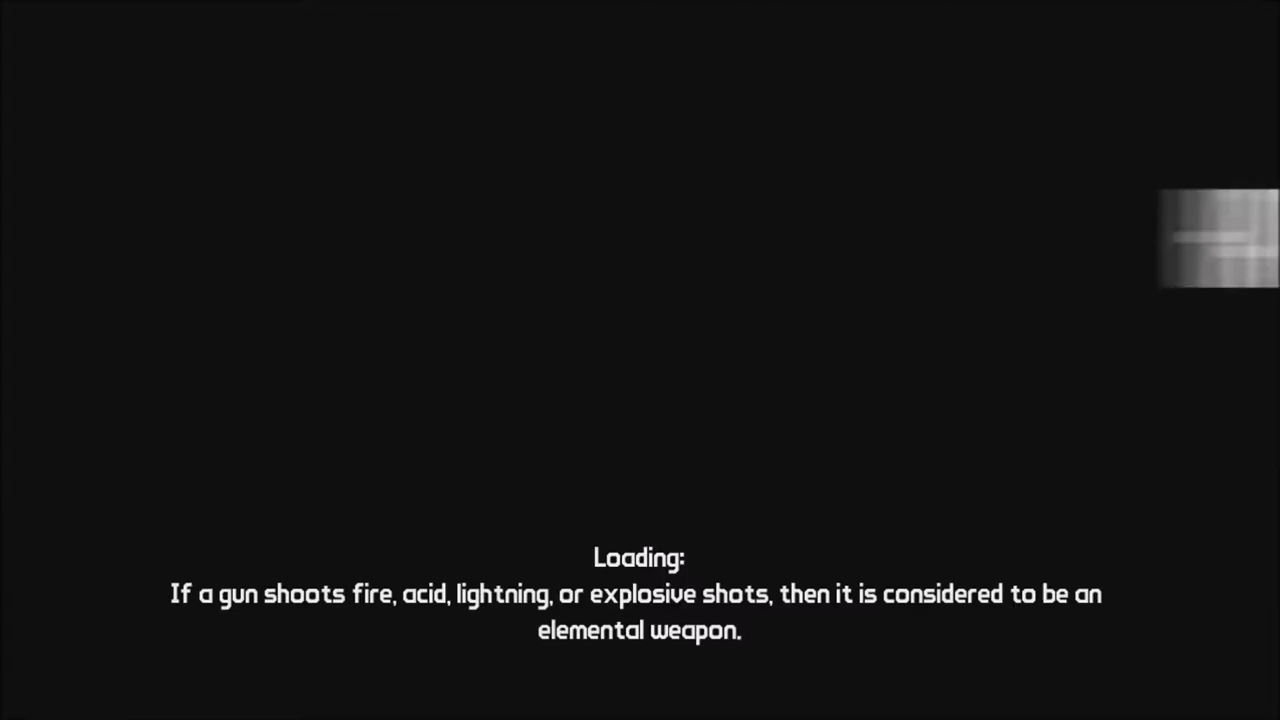 Loading:
If a gun shoots fire, acid, lightning, or explosive shots, then it is considered to be an
elemental weapon.